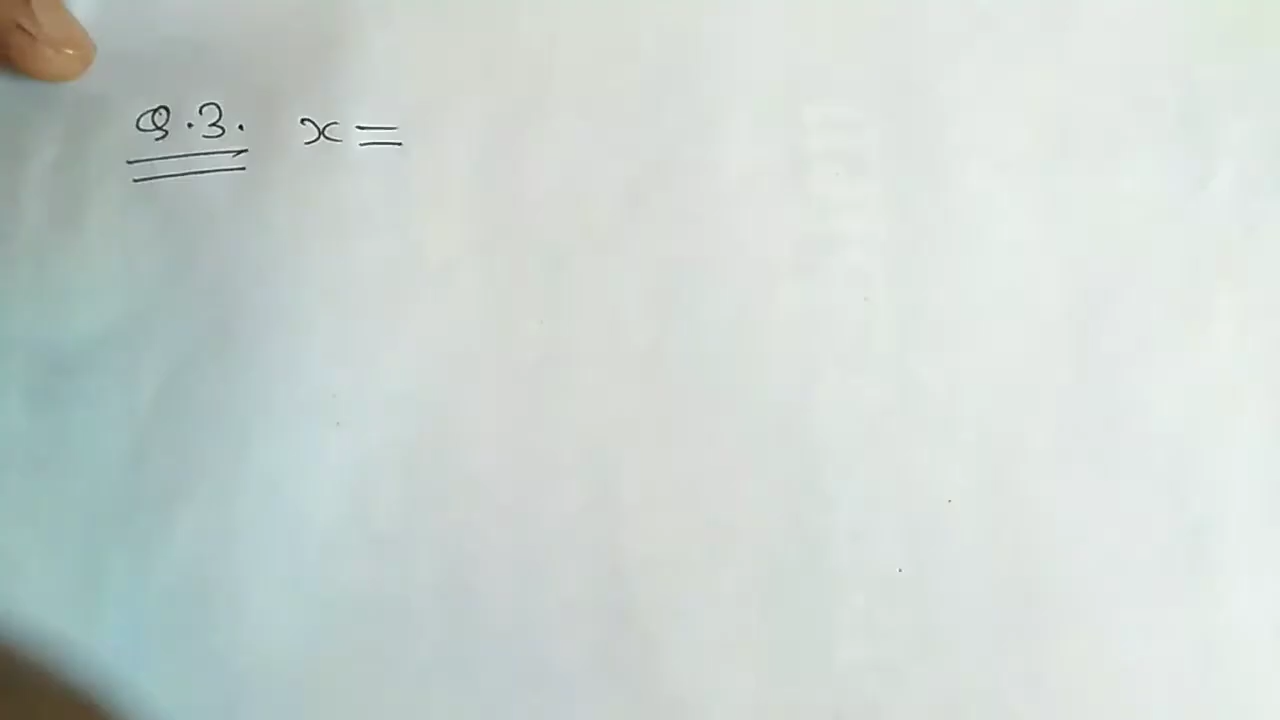 Q.3. x =